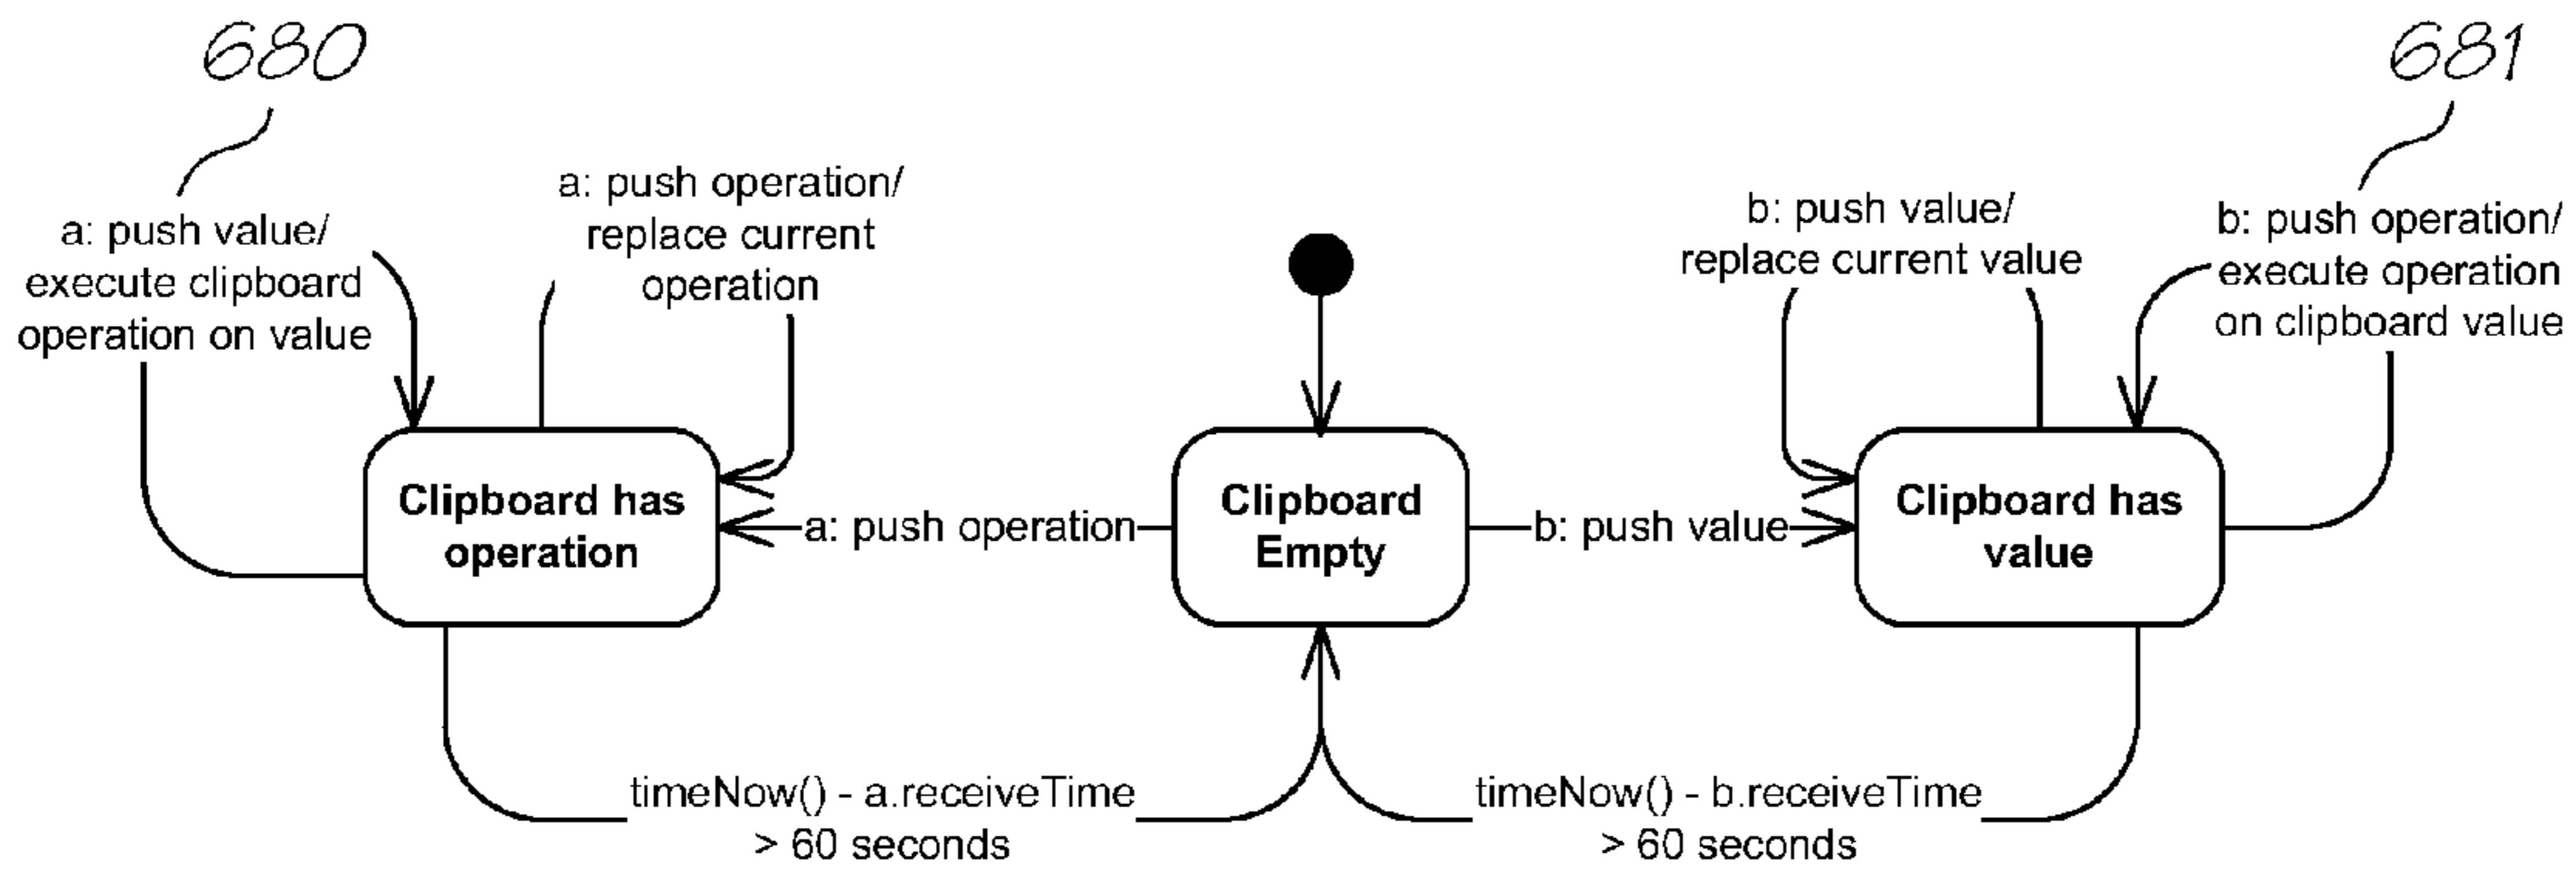 680
681
a: push value/
execute clipboard
operation on value
a: push operation/
replace current
operation
b: push value/
replace current value
b: push operation/
execute operation
on clipboard value
Clipboard has
operation
a: push operation
Clipboard
Empty
b: push value
Clipboard has
value
timeNow() - a.receiveTime
> 60 seconds
timeNow() - b.receiveTime
> 60 seconds